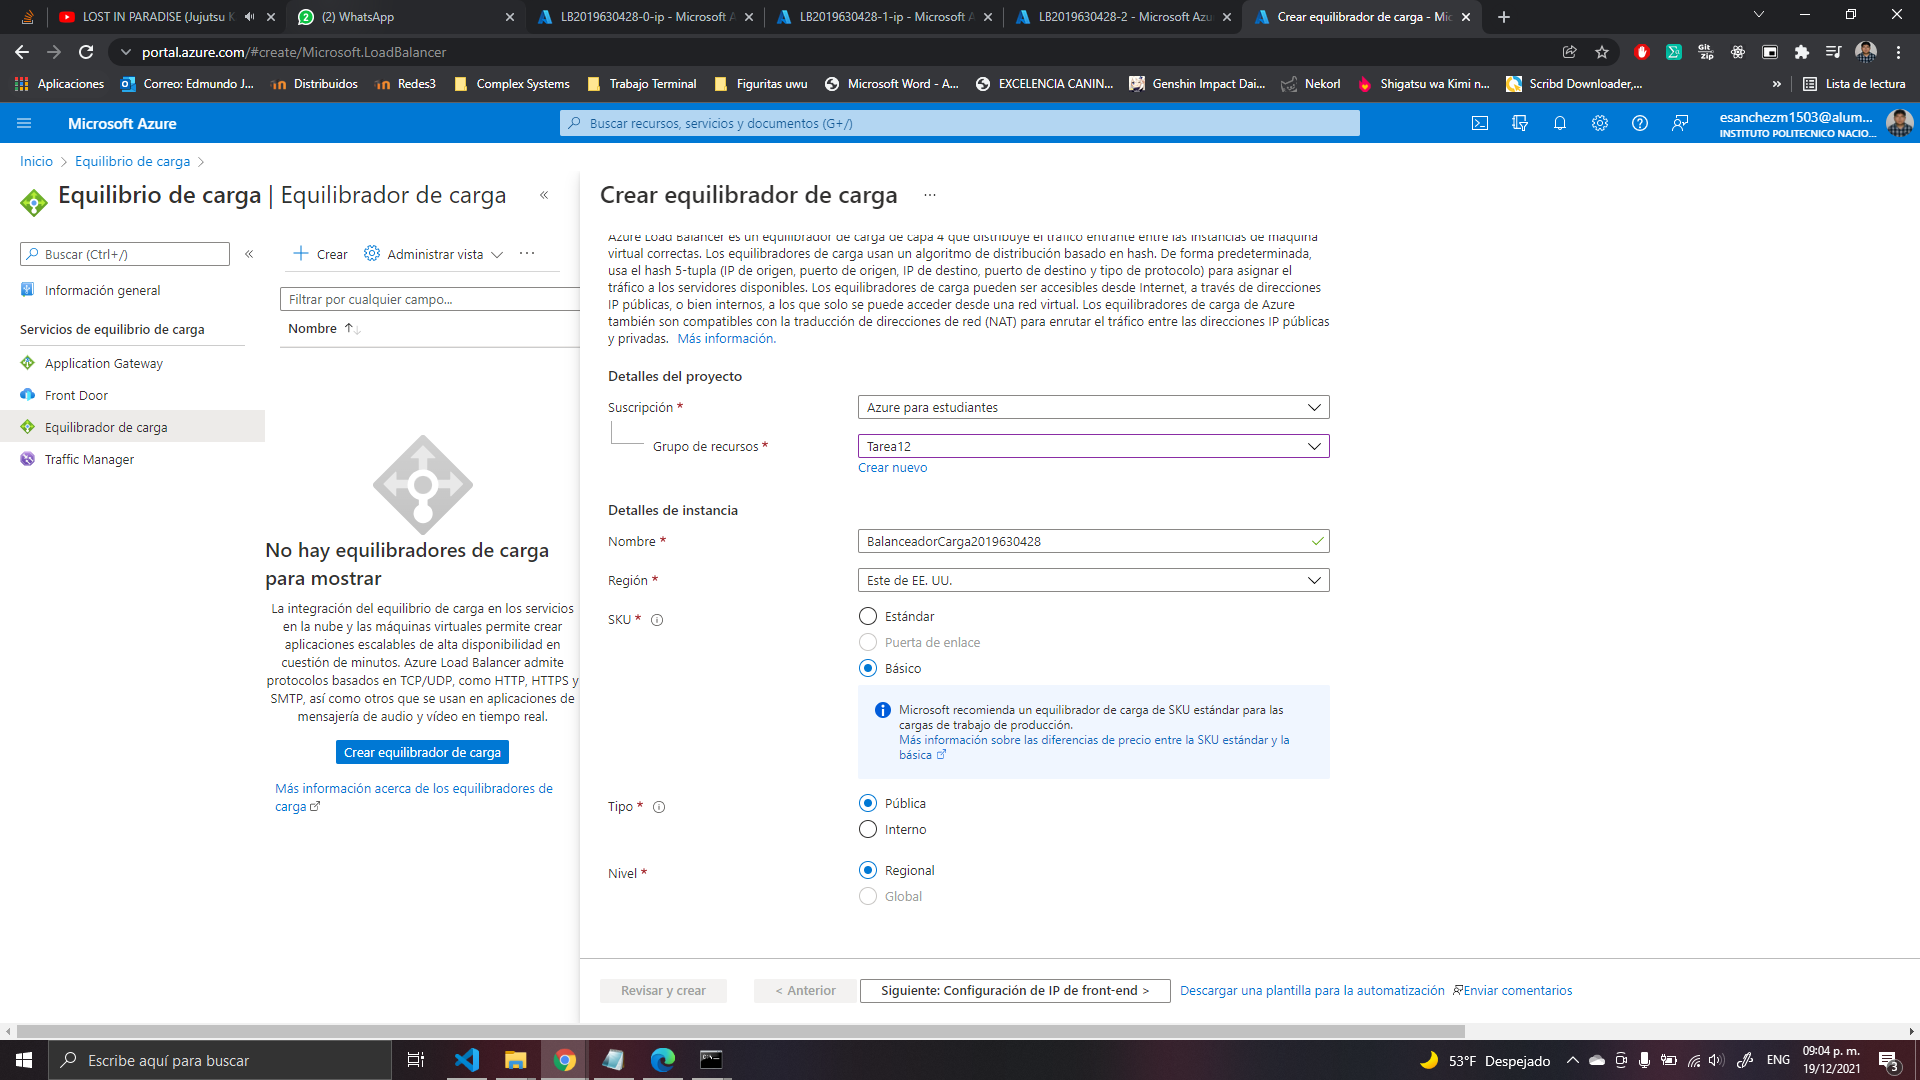 LOST IN PARADISE (Jujutsu K
(2) WhatsApp
LB2019630428-0-ip - Microsoft A
LB2019630428-1-ip - Microsoft A
LB2019630428-2 - Microsoft Azu
Crear equilibrador de carga - Mic
portal.azure.com/#create/Microsoft.LoadBalancer
Aplicaciones
Correo: Edmundo J...
Distribuidos
Redes3
Complex Systems
Trabajo Terminal
Figuritas uwu
Microsoft Word - A...
EXCELENCIA CANIN...
Genshin Impact Dai...
Nekorl
Shigatsu wa Kimi n...
Scribd Downloader,...
»
Lista de lectura
Microsoft Azure
Buscar recursos, servicios y documentos (G+/)
esanchezm1503@alum...
INSTITUTO POLITECNICO NACIO...
Inicio > Equilibrio de carga >
Equilibrio de carga | Equilibrador de carga
«
Buscar (Ctrl+/)
«
Información general
Servicios de equilibrio de carga
Application Gateway
Front Door
Equilibrador de carga
Traffic Manager
Crear
Administrar vista
...
Filtrar por cualquier campo...
Nombre ↑↓
No hay equilibradores de carga
para mostrar
La integración del equilibrio de carga en los servicios
en la nube y las máquinas virtuales permite crear
aplicaciones escalables de alta disponibilidad en
cuestión de minutos. Azure Load Balancer admite
protocolos basados en TCP/UDP, como HTTP, HTTPS y
SMTP, así como otros que se usan en aplicaciones de
mensajería de audio y vídeo en tiempo real.
Crear equilibrador de carga
Más información acerca de los equilibradores de
carga
Crear equilibrador de carga ...
Azure Load Balancer es un equilibrador de carga de capa 4 que distribuye el tráfico entrante entre las instancias de máquina
virtual correctas. Los equilibradores de carga usan un algoritmo de distribución basado en hash. De forma predeterminada,
usa el hash 5-tupla (IP de origen, puerto de origen, IP de destino, puerto de destino y tipo de protocolo) para asignar el
tráfico a los servidores disponibles. Los equilibradores de carga pueden ser accesibles desde Internet, a través de direcciones
IP públicas, o bien internos, a los que solo se puede acceder desde una red virtual. Los equilibradores de carga de Azure
también son compatibles con la traducción de direcciones de red (NAT) para enrutar el tráfico entre las direcciones IP públicas
y privadas. Más información.
Detalles del proyecto
Suscripción *
Azure para estudiantes
Grupo de recursos *
Tarea12
Crear nuevo
Detalles de instancia
Nombre *
BalanceadorCarga2019630428
Región *
Este de EE. UU.
SKU *
Estándar
Puerta de enlace
Básico
Microsoft recomienda un equilibrador de carga de SKU estándar para las
cargas de trabajo de producción.
Más información sobre las diferencias de precio entre la SKU estándar y la
básica
Tipo *
Pública
Interno
Nivel *
Regional
Global
Revisar y crear
< Anterior
Siguiente: Configuración de IP de front-end >
Descargar una plantilla para la automatización
Enviar comentarios
Escribe aquí para buscar
53°F Despejado
ENG
09:04 p. m.
19/12/2021
3